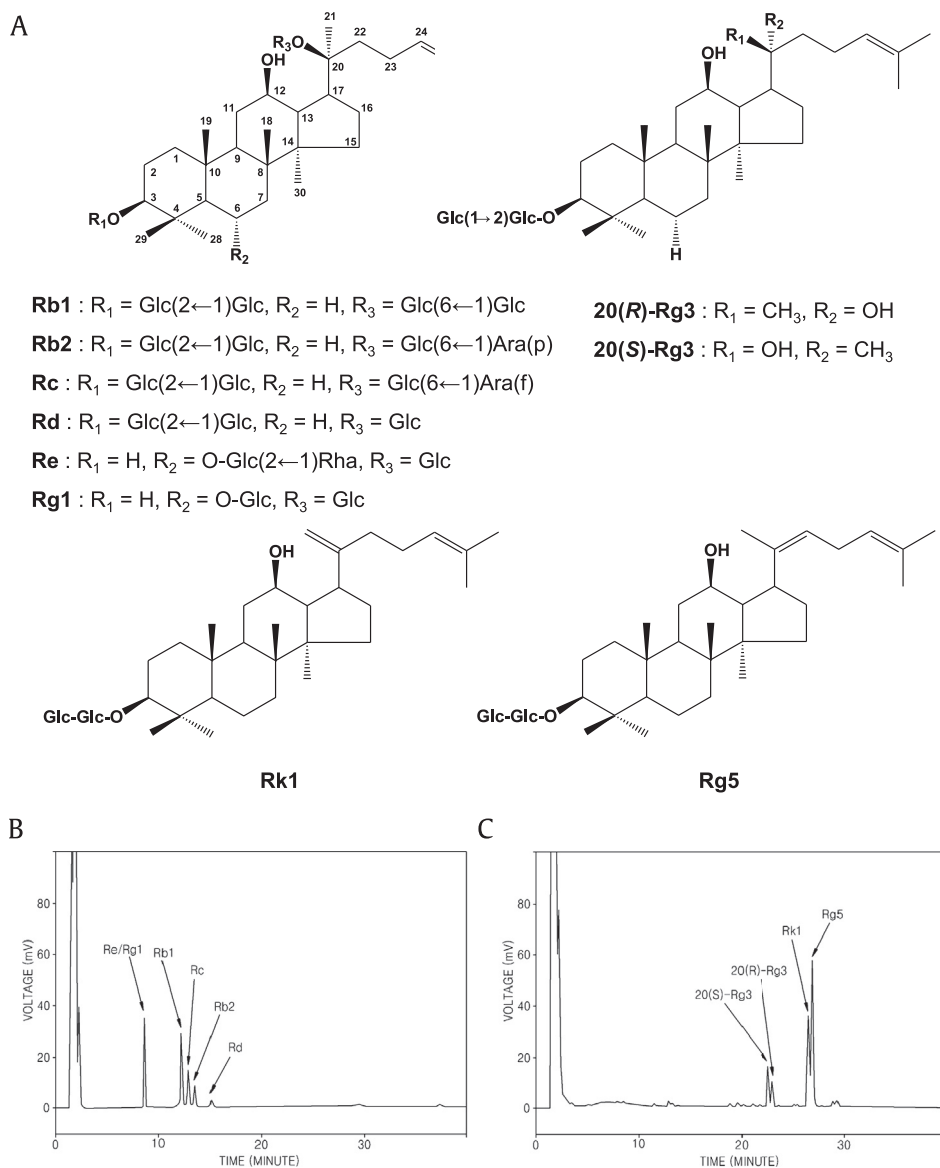 A
R3O
21
20
22
23
24
OH
12
11
17
13
16
19
18
1
9
14
15
2
10
8
30
3
4
5
6
7
R1O
29
28
R2
R1
R2
OH
Glc(1→2)Glc-O
H
Rb1 : R1 = Glc(2←1)Glc, R2 = H, R3 = Glc(6←1)Glc
Rb2 : R1 = Glc(2←1)Glc, R2 = H, R3 = Glc(6←1)Ara(p)
Rc : R1 = Glc(2←1)Glc, R2 = H, R3 = Glc(6←1)Ara(f)
Rd : R1 = Glc(2←1)Glc, R2 = H, R3 = Glc
Re : R1 = H, R2 = O-Glc(2←1)Rha, R3 = Glc
Rg1 : R1 = H, R2 = O-Glc, R3 = Glc
20(R)-Rg3 : R1 = CH3, R2 = OH
20(S)-Rg3 : R1 = OH, R2 = CH3
OH
Glc-Glc-O
Rk1
OH
Glc-Glc-O
Rg5
B
VOLTAGE (mV)
80
60
40
20
0
Re/Rg1
Rb1
Rc
Rb2
Rd
0
10
20
30
TIME (MINUTE)
C
VOLTAGE (mV)
80
60
40
20
0
20(S)-Rg3
20(R)-Rg3
Rk1
Rg5
0
10
20
30
TIME (MINUTE)